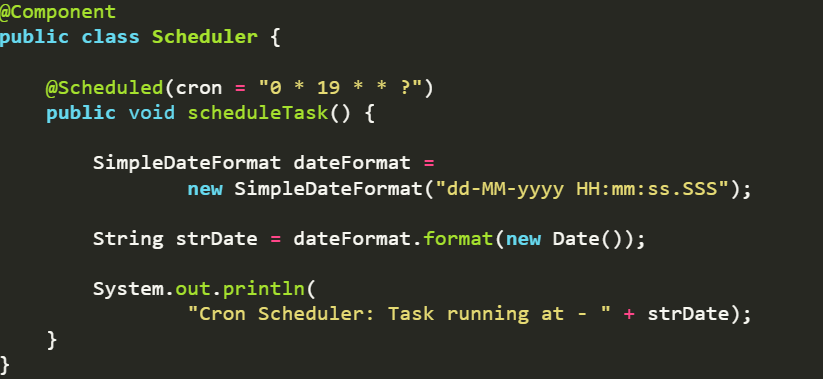 @Component
public class Scheduler {
@Scheduled(cron = "0 * 19 * * ?")
public void scheduleTask() {
SimpleDateFormat dateFormat =
new SimpleDateFormat("dd-MM-yyyy HH:mm:ss.SSS");
String strDate = dateFormat.format(new Date());
System.out.println(
"Cron Scheduler: Task running at - " + strDate);
}
}